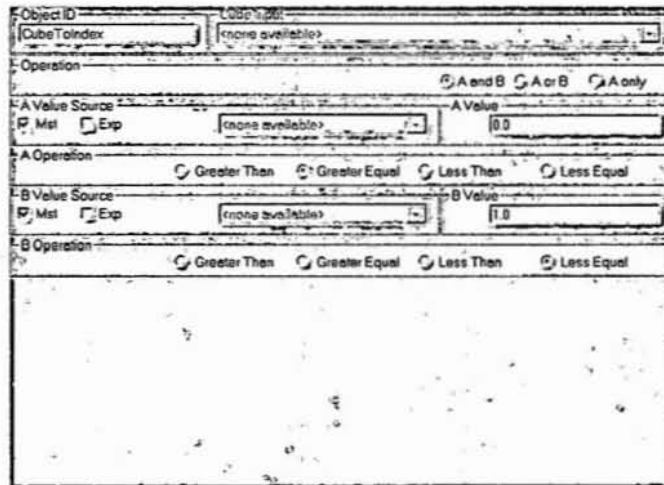 Object ID Cube Input
CubeToIndex <none available>
Operation
A and B A or B A only
A Value Source A Value
Mst Exp <none available> 0.0
A Operation
Greater Than Greater Equal Less Than Less Equal
B Value Source B Value
Mst Exp <none available> 1.0
B Operation
Greater Than Greater Equal Less Than Less Equal